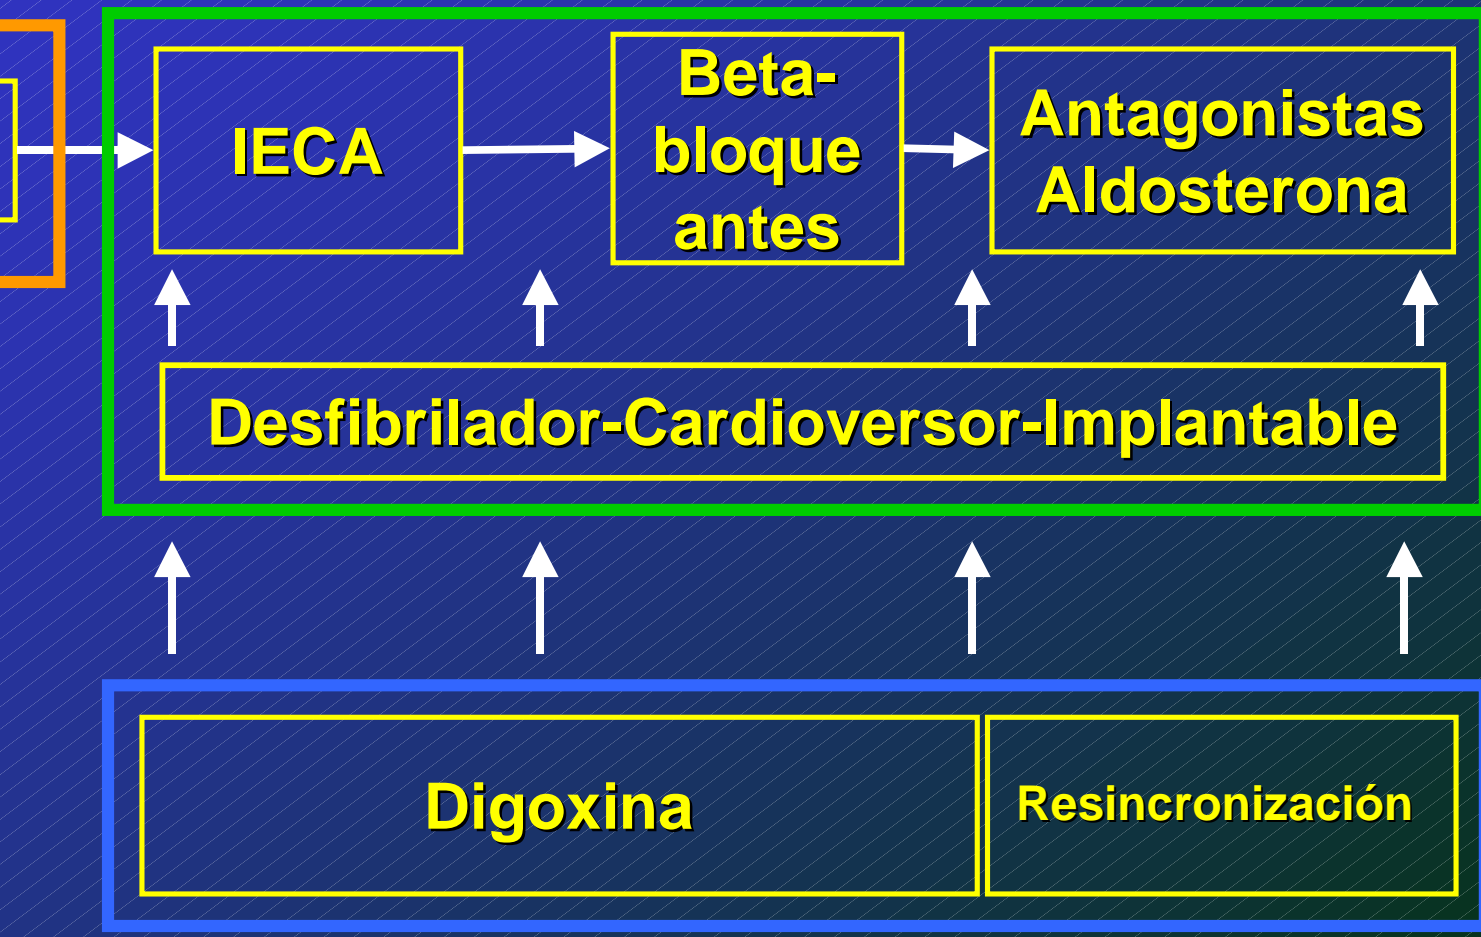 IECA
Beta-
bloque
antes
Antagonistas
Aldosterona
Desfibrilador-Cardioversor-Implantable
Digoxina
Resincronización